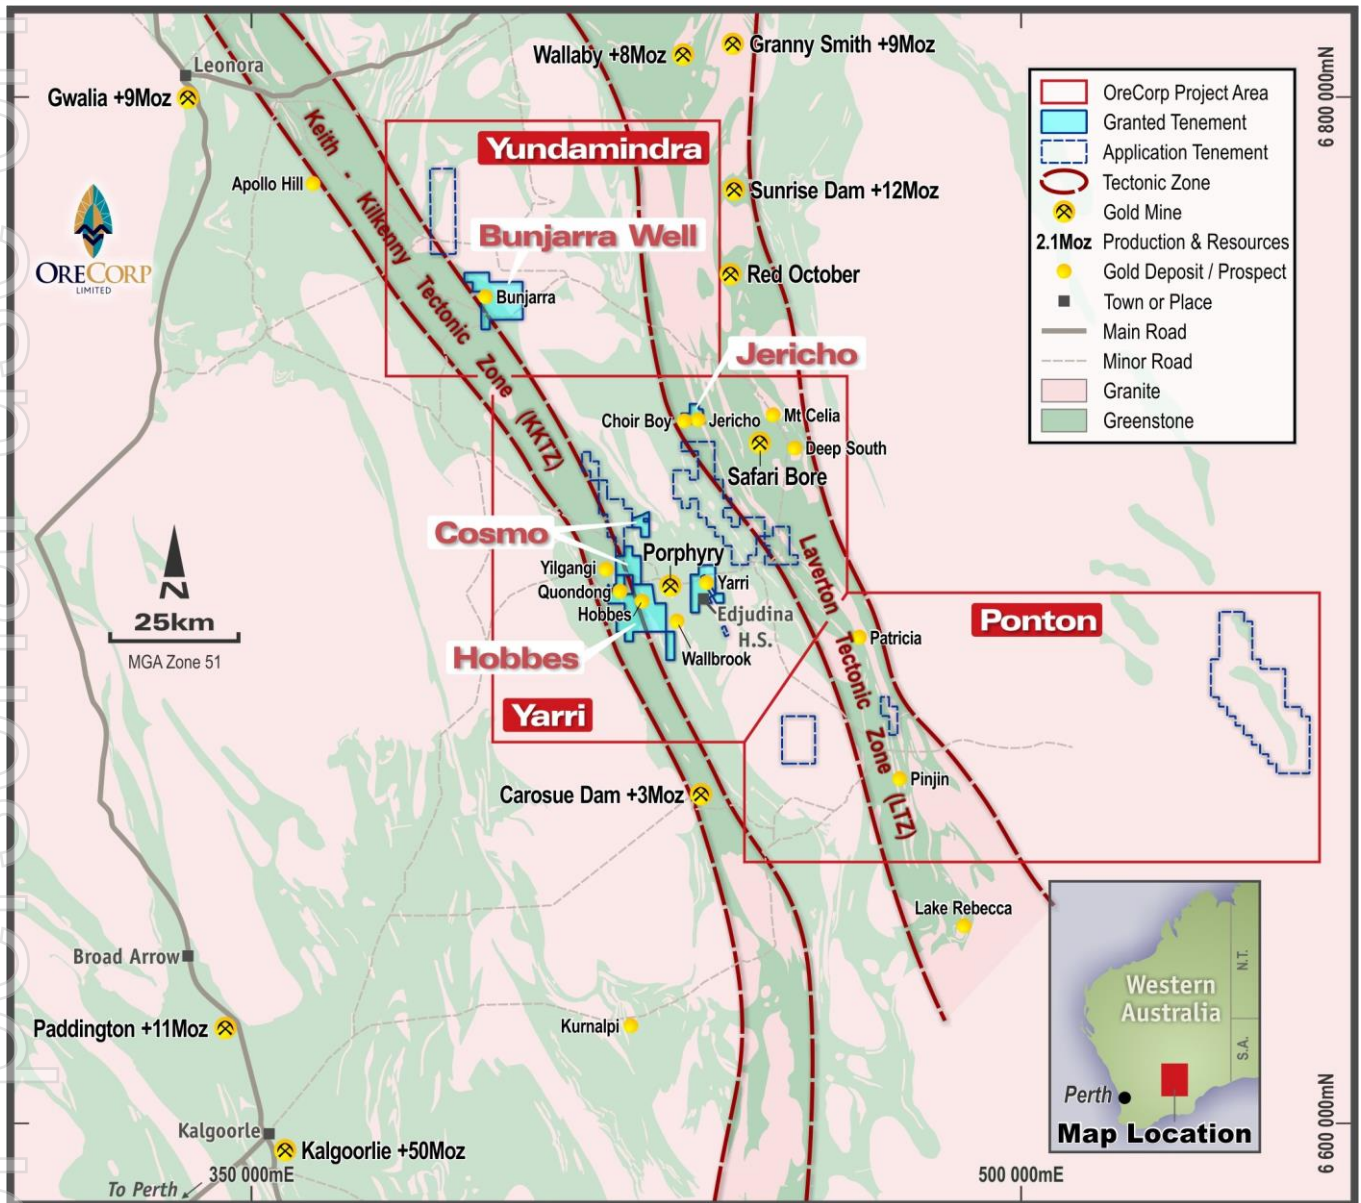 Wallaby +8Moz
Granny Smith +9Moz
Leonora
Gwalia +9Moz
6 800 000mN
OreCorp Project Area
Granted Tenement
Application Tenement
Tectonic Zone
Gold Mine
2.1Moz Production & Resources
Gold Deposit / Prospect
Town or Place
Main Road
Minor Road
Granite
Greenstone
Keith - Kilkenny Tectonic Zone (KKTZ)
Yundamindra
Apollo Hill
Sunrise Dam +12Moz
ORECORP
LIMITED
Bunjarra Well
Red October
Bunjarra
Jericho
Choir Boy
Jericho
Mt Celia
Deep South
Safari Bore
Cosmo
Porphyry
Laverton Tectonic Zone (LTZ)
N
25km
MGA Zone 51
Yilgangi
Quondong
Hobbes
Yarri
Edjudina
H.S.
Ponton
Patricia
Hobbes
Wallbrook
Yarri
Pinjin
Carosue Dam +3Moz
Lake Rebecca
Broad Arrow
Paddington +11Moz
Kurnalpi
Western
Australia
N.T.
S.A.
Perth
Map Location
6 600 000mN
Kalgoorle
Kalgoorlie +50Moz
350 000mE
500 000mE
To Perth